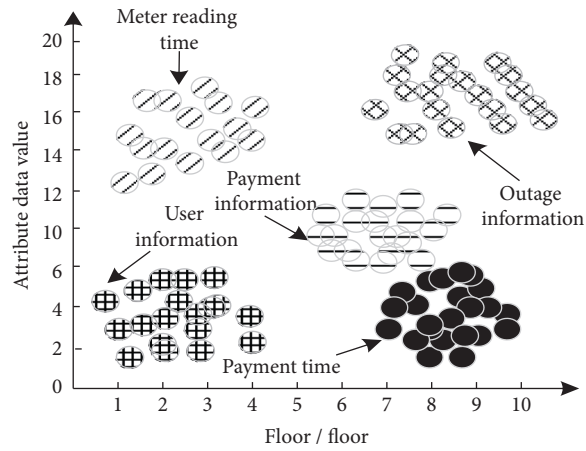 Meter reading
time
20
18
16
14
12
10
6
4
2
0
Attribute data value
User
information
Payment
information
Outage
information
Payment time
1 2 3 4 5 6 7 8 9 10
Floor / floor